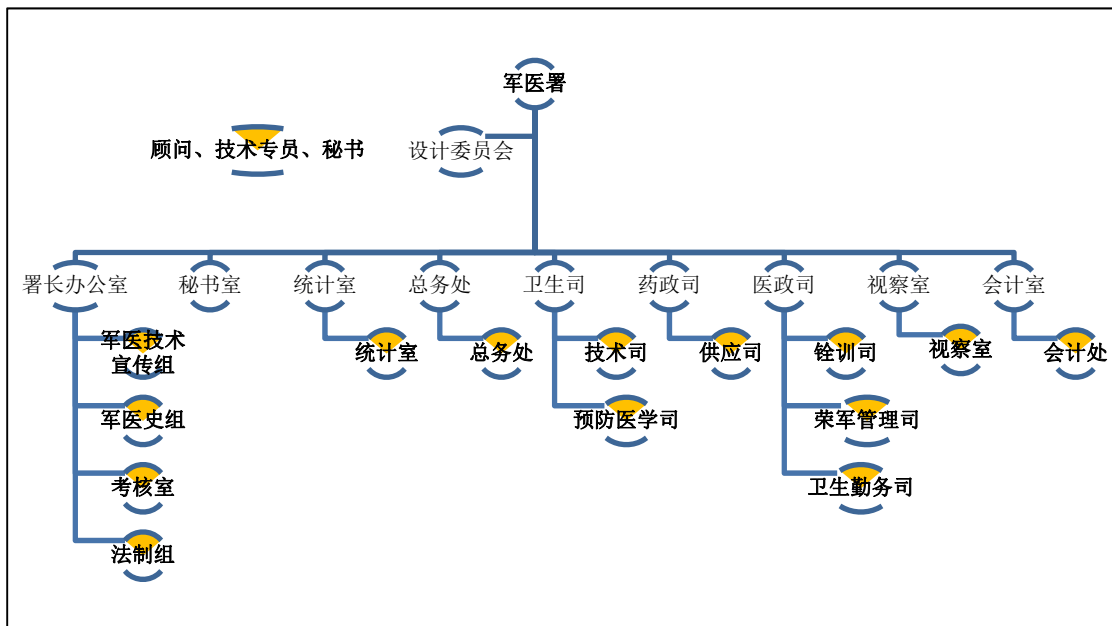 军医署
顾问、技术专员、秘书
设计委员会
署长办公室
秘书室
统计室
总务处
卫生司
药政司
医政司
视察室
会计室
军医技术
宣传组
统计室
总务处
技术司
供应司
铨训司
视察室
会计处
军医史组
预防医学司
荣军管理司
考核室
卫生勤务司
法制组